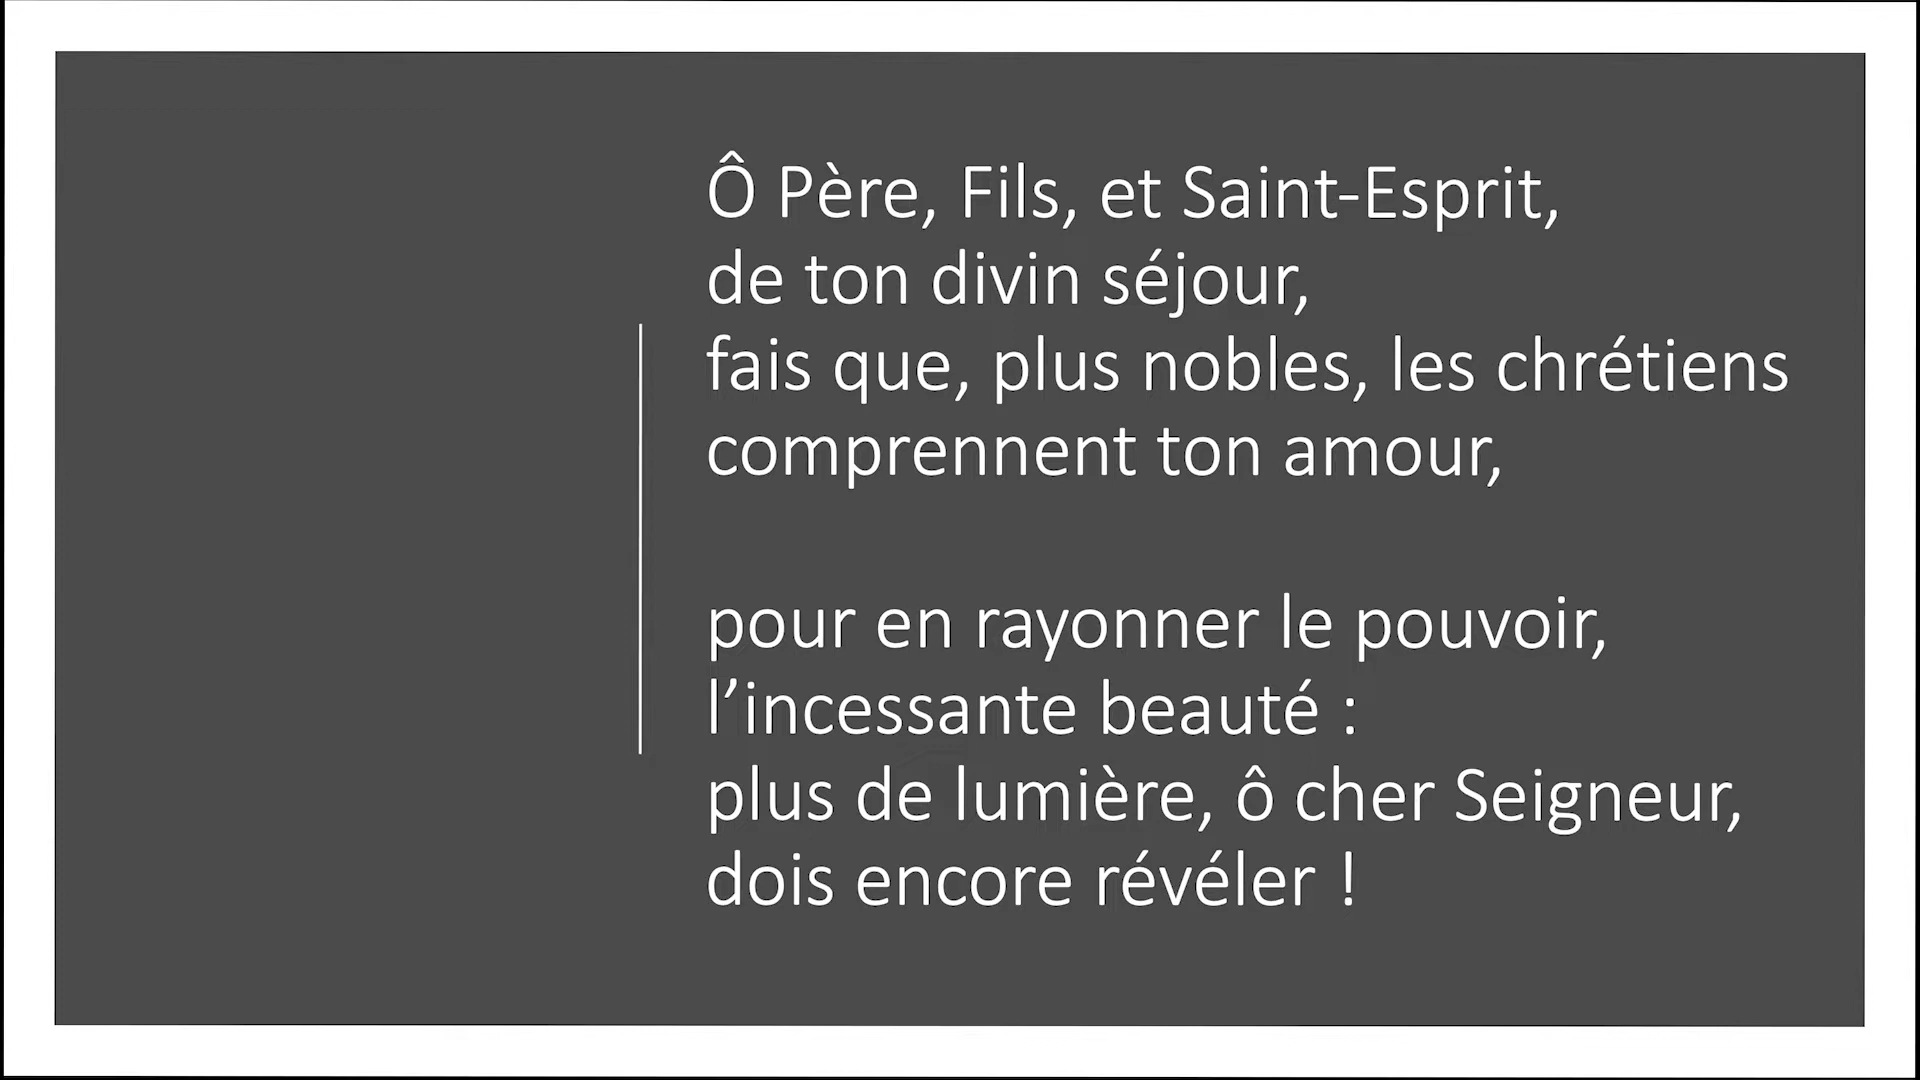 Ô Père, Fils, et Saint-Esprit,
de ton divin séjour,
fais que, plus nobles, les chrétiens
comprennent ton amour,
pour en rayonner le pouvoir,
l’incessante beauté :
plus de lumière, ô cher Seigneur,
dois encore révéler !